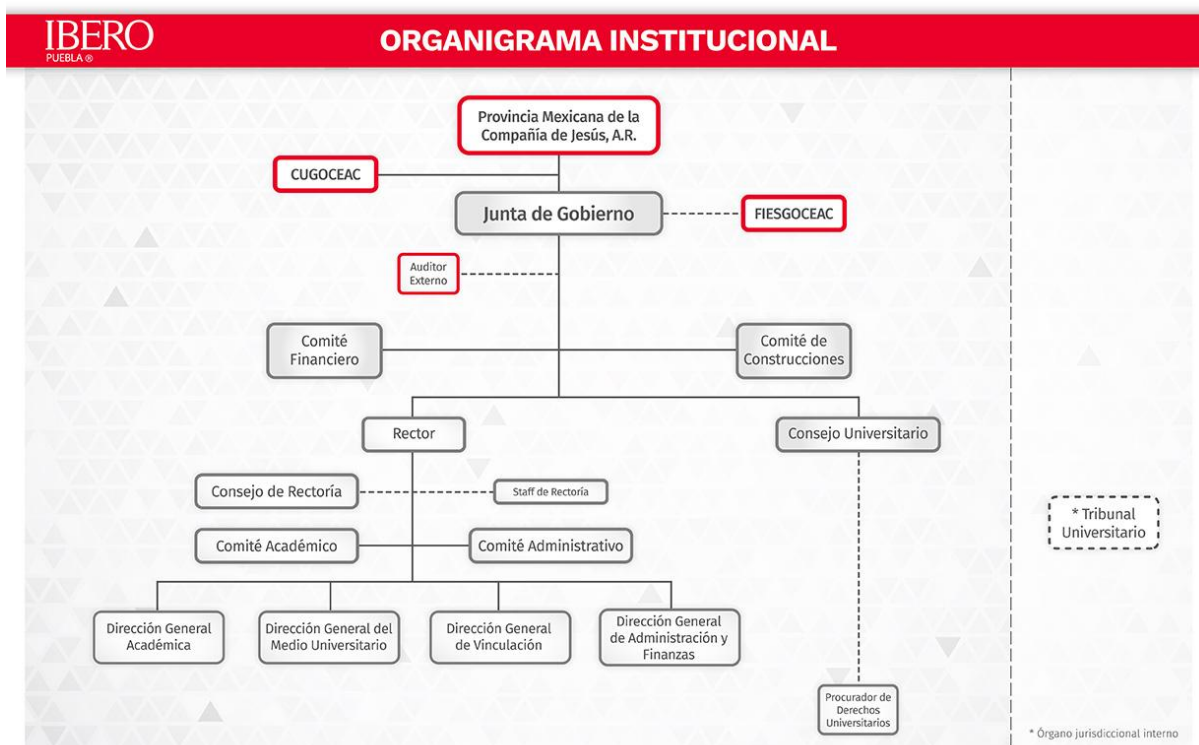 IBERO
PUEBLA ®
ORGANIGRAMA INSTITUCIONAL
Provincia Mexicana de la
Compañía de Jesús, A.R.
CUGOCEAC
Junta de Gobierno
FIESGOCEAC
Auditor
Externo
Comité
Financiero
Comité de
Construcciones
Rector
Consejo Universitario
Consejo de Rectoría
Staff de Rectoría
Comité Académico
Comité Administrativo
* Tribunal
Universitario
Dirección General
Académica
Dirección General del
Medio Universitario
Dirección General
de Vinculación
Dirección General
de Administración y
Finanzas
Procurador de
Derechos
Universitarios
* Órgano jurisdiccional interno